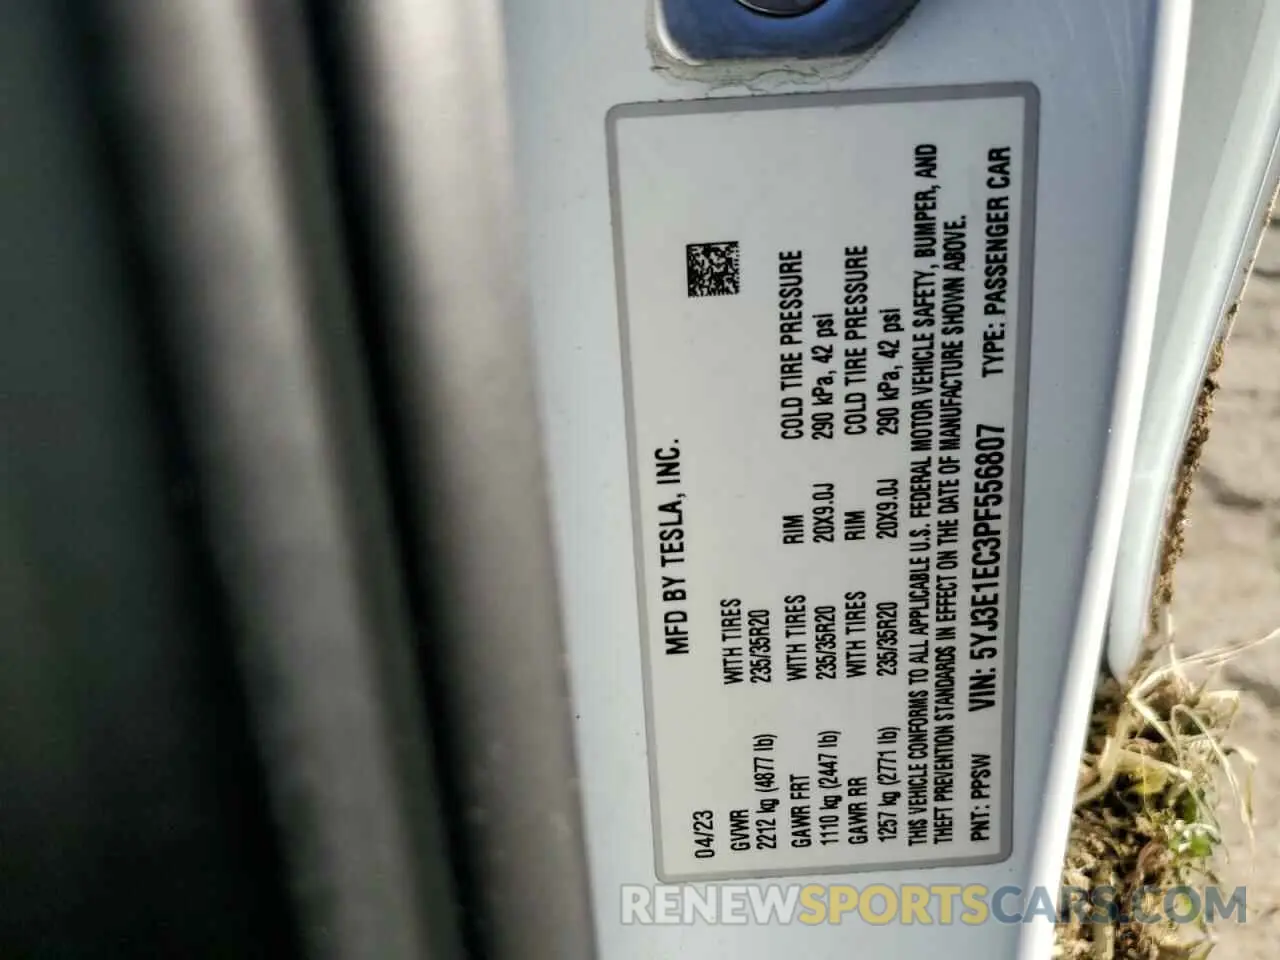 MFD BY TESLA, INC.
04/23
GVWR WITH TIRES
2212 kg (4877 lb) 235/35R20
GAWR FRT WITH TIRES RIM COLD TIRE PRESSURE
1110 kg (2447 lb) 235/35R20 20X9.0J 290 kPa, 42 psi
GAWR RR WITH TIRES RIM COLD TIRE PRESSURE
1257 kg (2771 lb) 235/35R20 20X9.0J 290 kPa, 42 psi
THIS VEHICLE CONFORMS TO ALL APPLICABLE U.S. FEDERAL MOTOR VEHICLE SAFETY, BUMPER, AND
THEFT PREVENTION STANDARDS IN EFFECT ON THE DATE OF MANUFACTURE SHOWN ABOVE.
PNT: PPSW VIN: 5YJ3E1EC3PF556807 TYPE: PASSENGER CAR
RENEWSPORTSCARS.COM